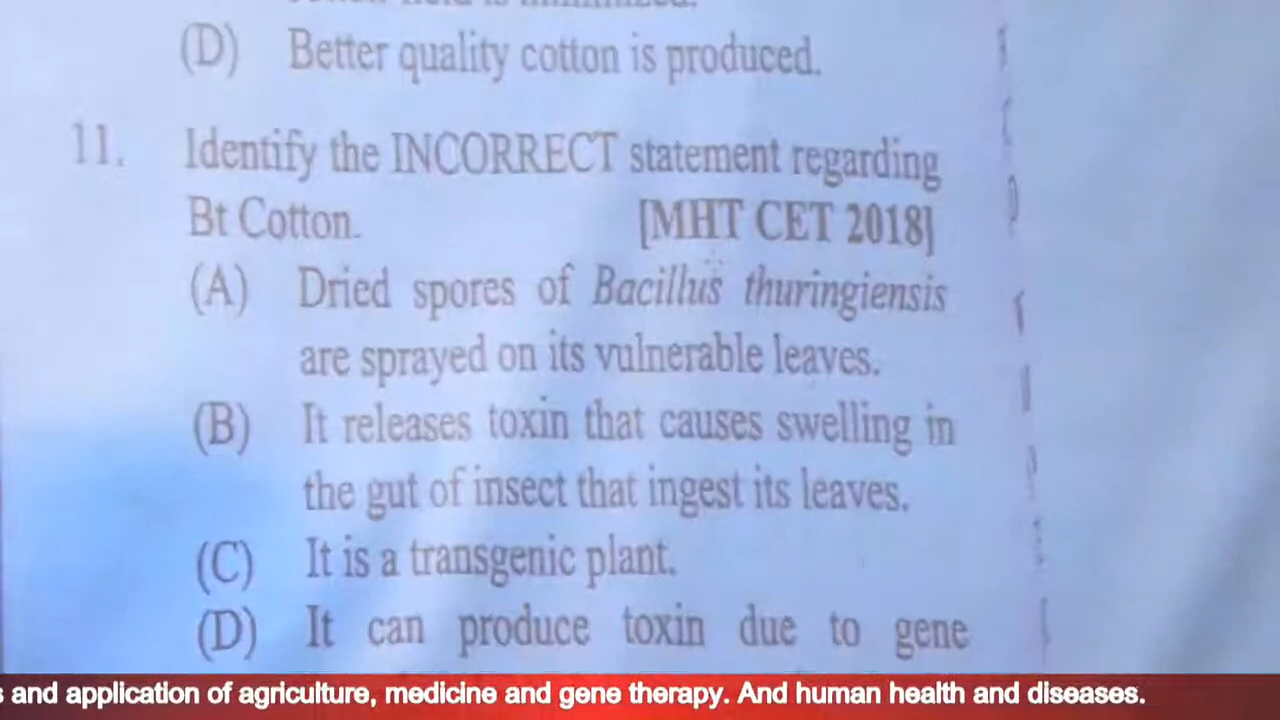 (D) Better quality cotton is produced.
11. Identify the INCORRECT statement regarding
Bt Cotton. [MHT CET 2018]
(A) Dried spores of Bacillus thuringiensis
are sprayed on its vulnerable leaves.
(B) It releases toxin that causes swelling in
the gut of insect that ingest its leaves.
(C) It is a transgenic plant.
(D) It can produce toxin due to gene
and application of agriculture, medicine and gene therapy. And human health and diseases.